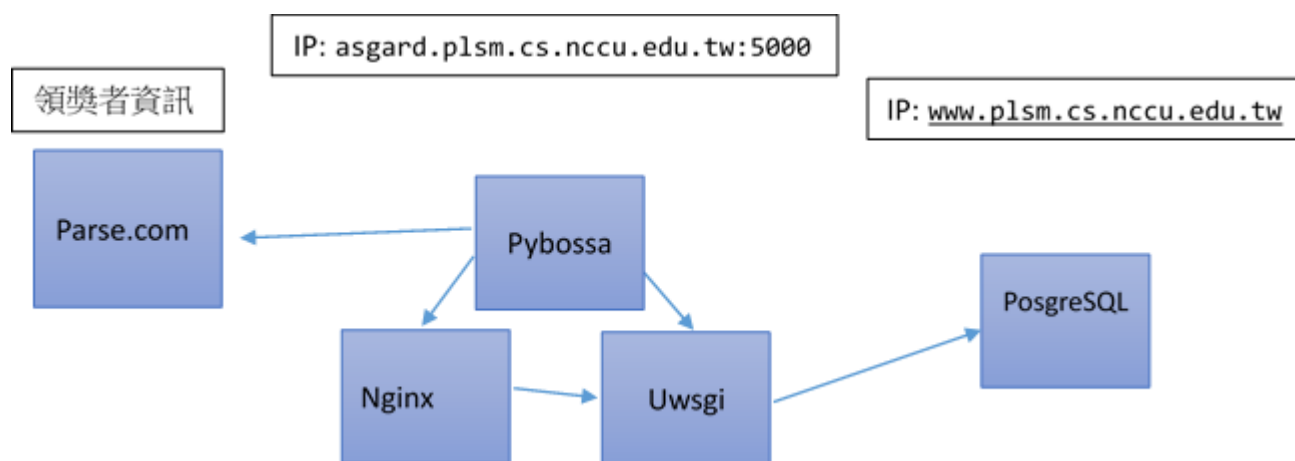 IP: asgard.plsm.cs.nccu.edu.tw:5000
領獎者資訊
IP: www.plsm.cs.nccu.edu.tw
Parse.com
Pybossa
PosgreSQL
Nginx
Uwsgi